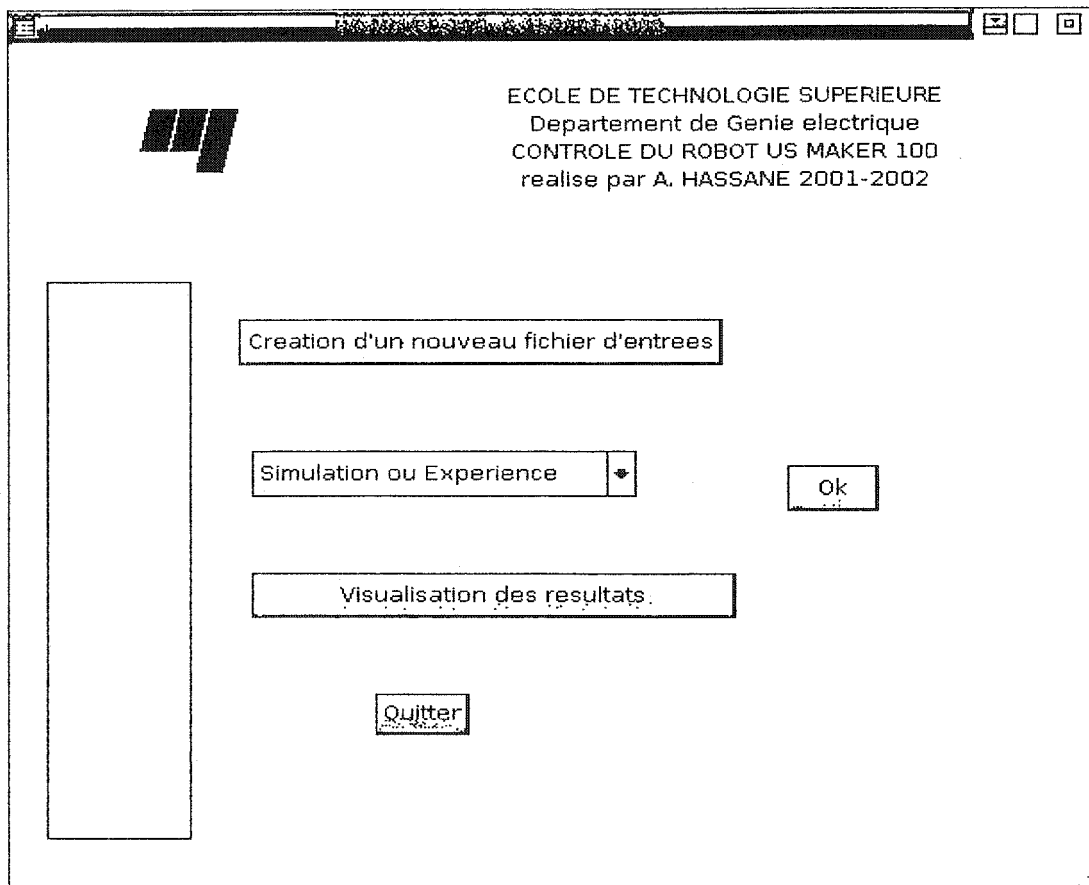 ECOLE DE TECHNOLOGIE SUPERIEURE
Departement de Genie electrique
CONTROLE DU ROBOT US MAKER 100
realise par A. HASSANE 2001-2002
Creation d'un nouveau fichier d'entrees
Simulation ou Experience
Ok
Visualisation des resultats
Quitter